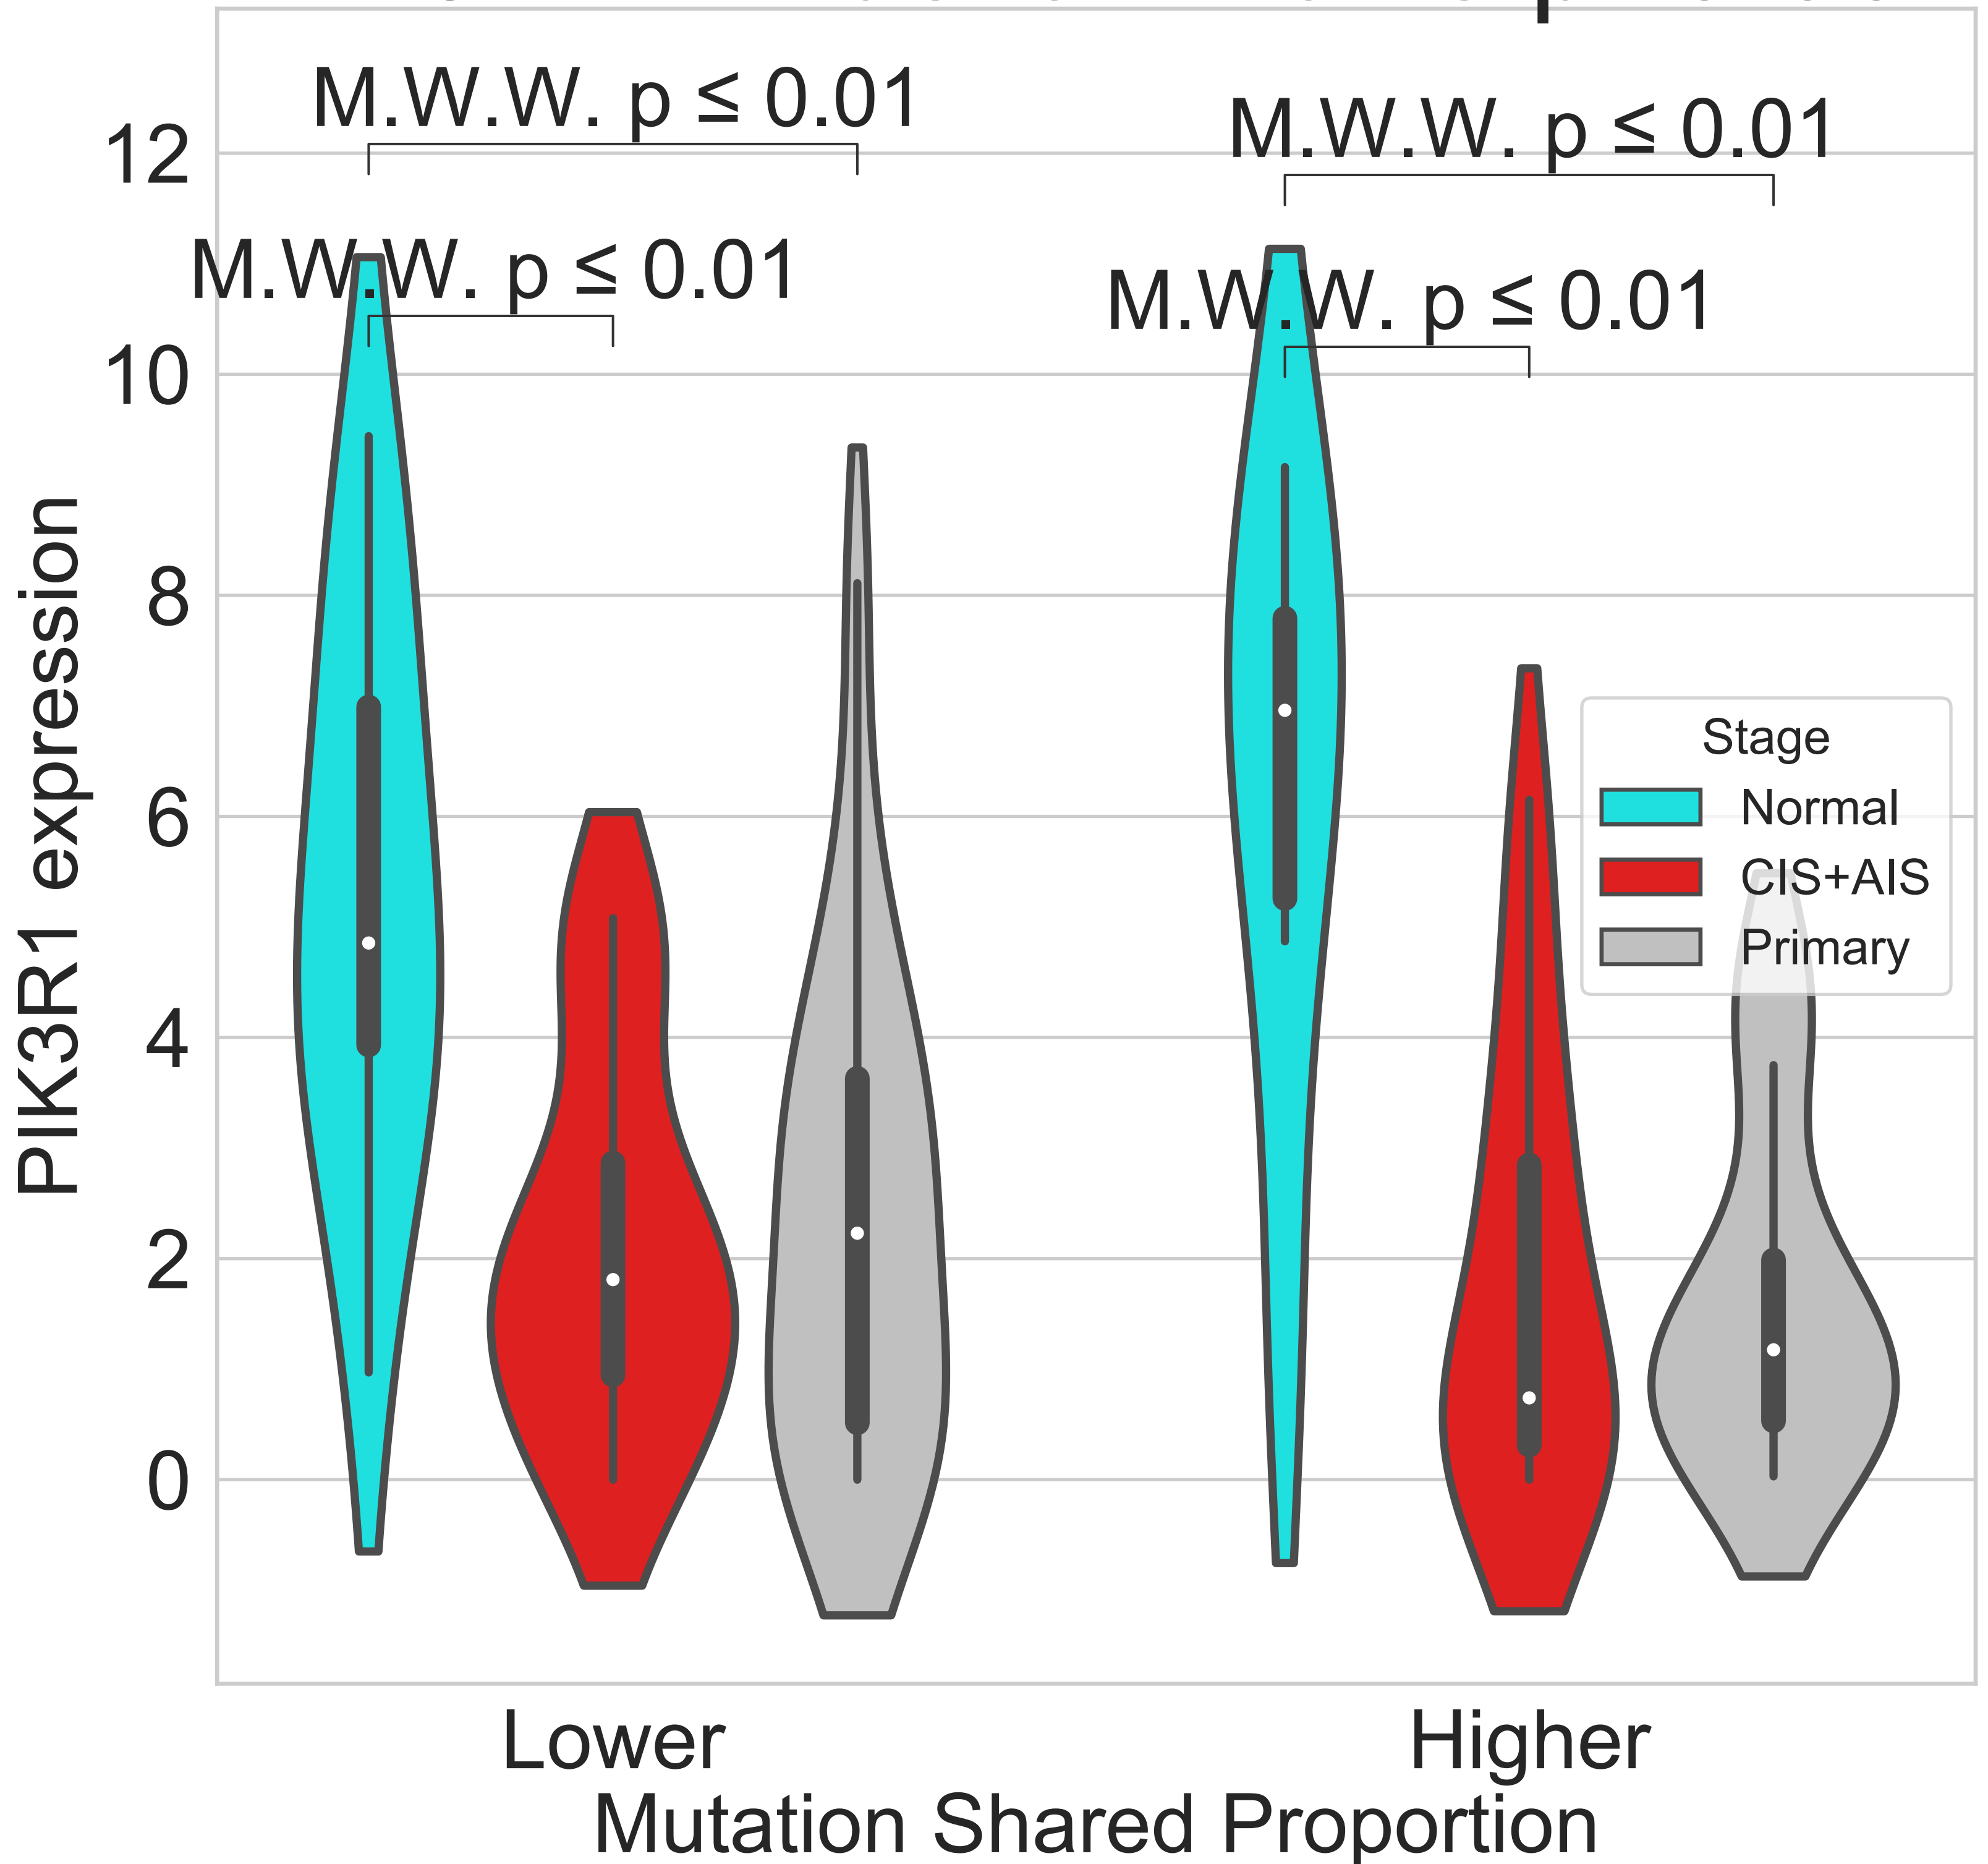 M.W.W. p ≤ 0.01
M.W.W. p ≤ 0.01
M.W.W. p ≤ 0.01
M.W.W. p ≤ 0.01
12
10
8
6
4
2
0
PIK3R1 expression
Stage
Normal
CIS+AIS
Primary
Lower
Higher
Mutation Shared Proportion